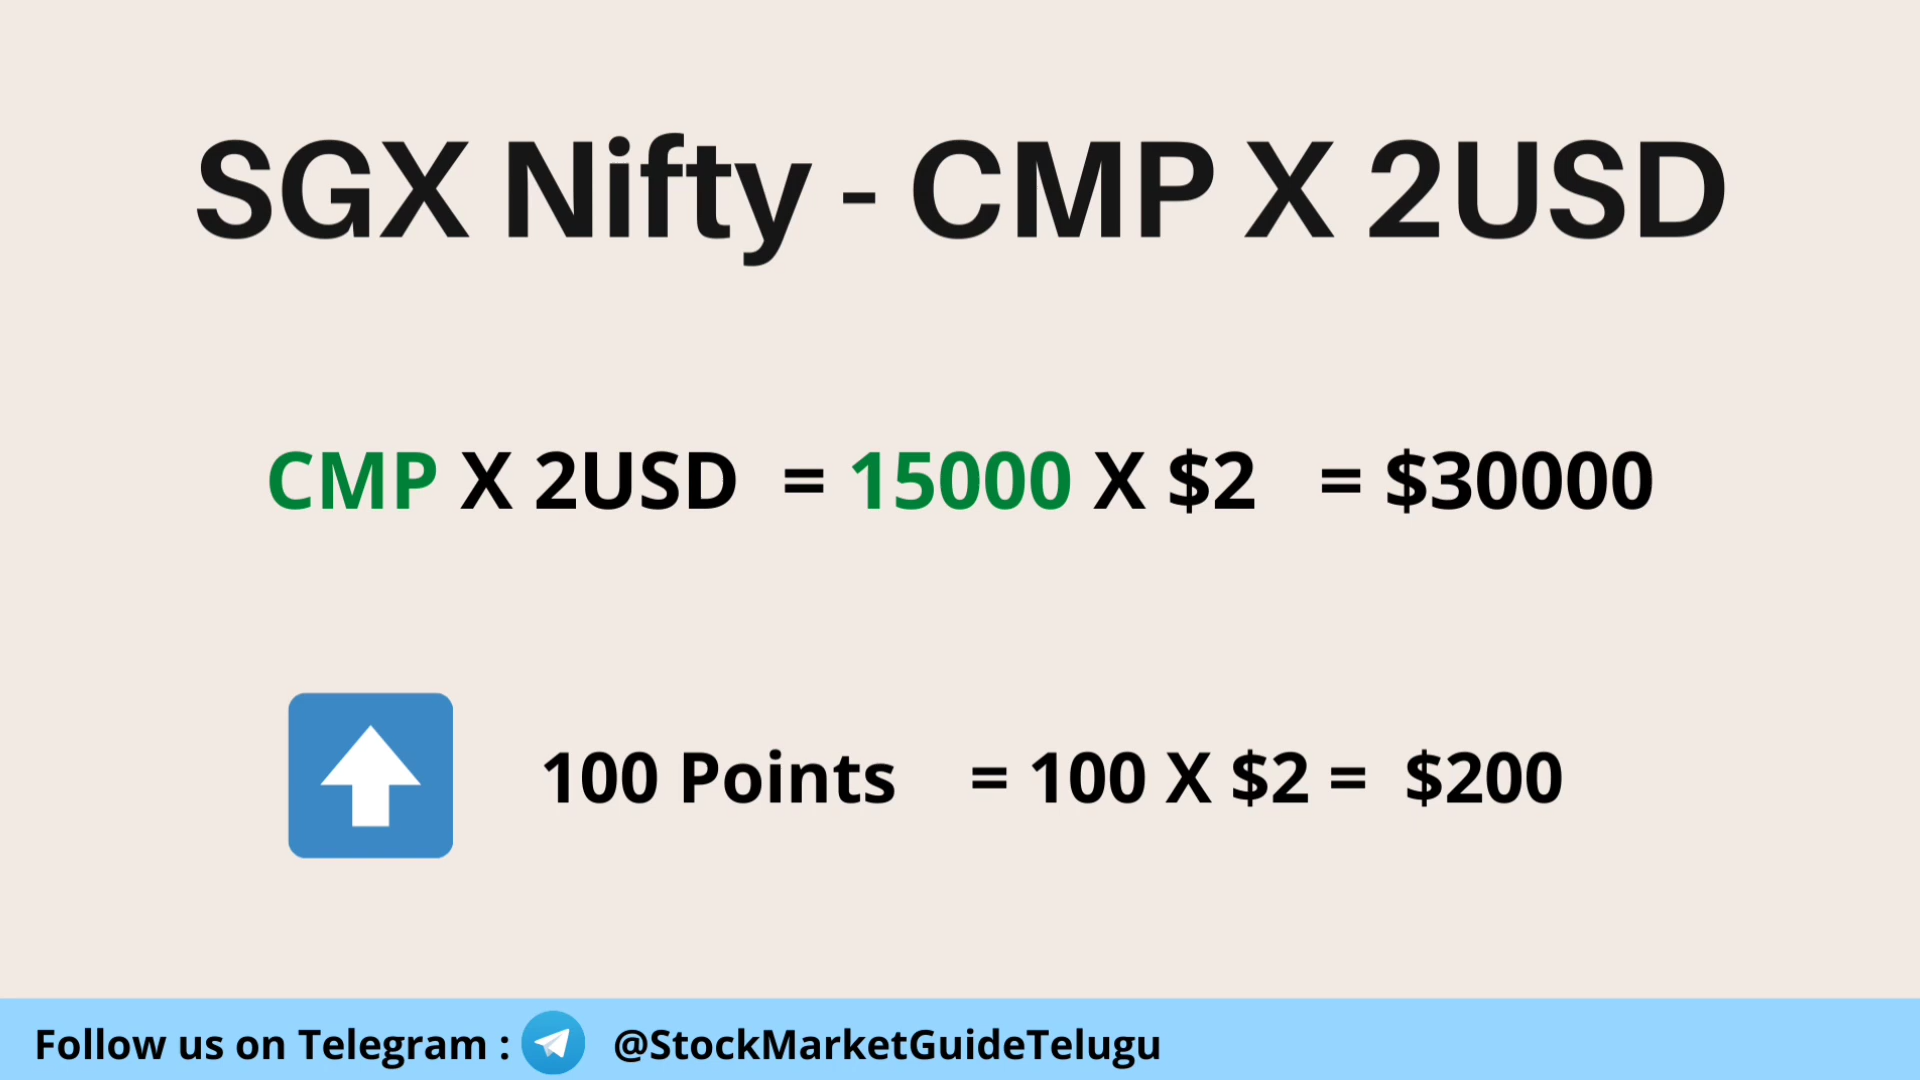 SGX Nifty - CMP X 2USD
CMP X 2USD = 15000 X $2 = $30000
100 Points = 100 X $2 = $200
Follow us on Telegram : @StockMarketGuideTelugu